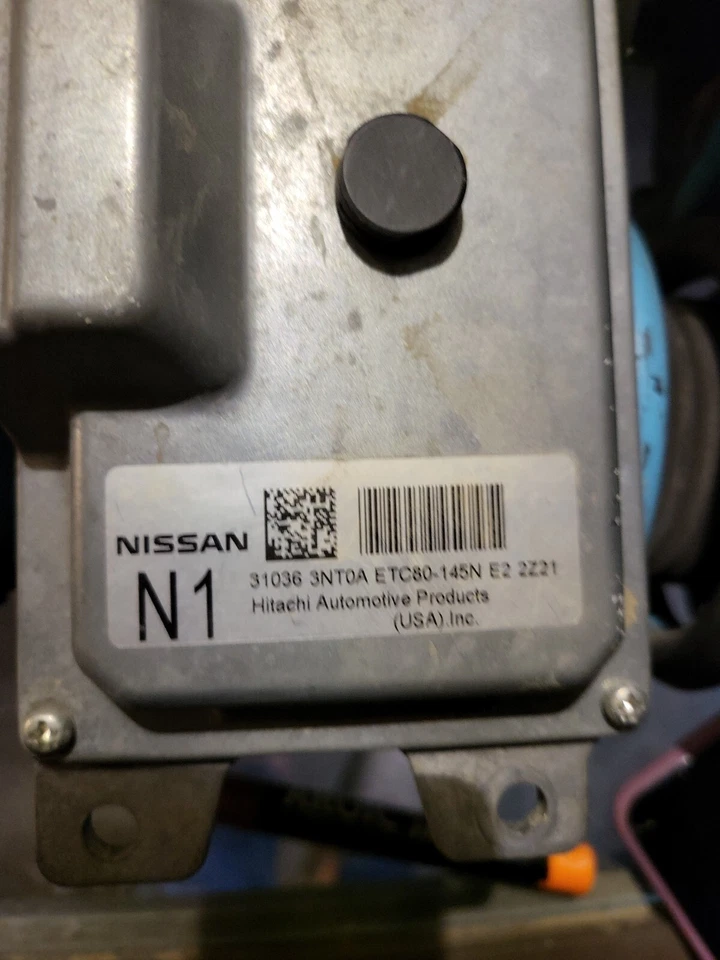 NISSAN
N1
31036 3NT0A ETC80-145N E2 2Z21
Hitachi Automotive Products
(USA),Inc.